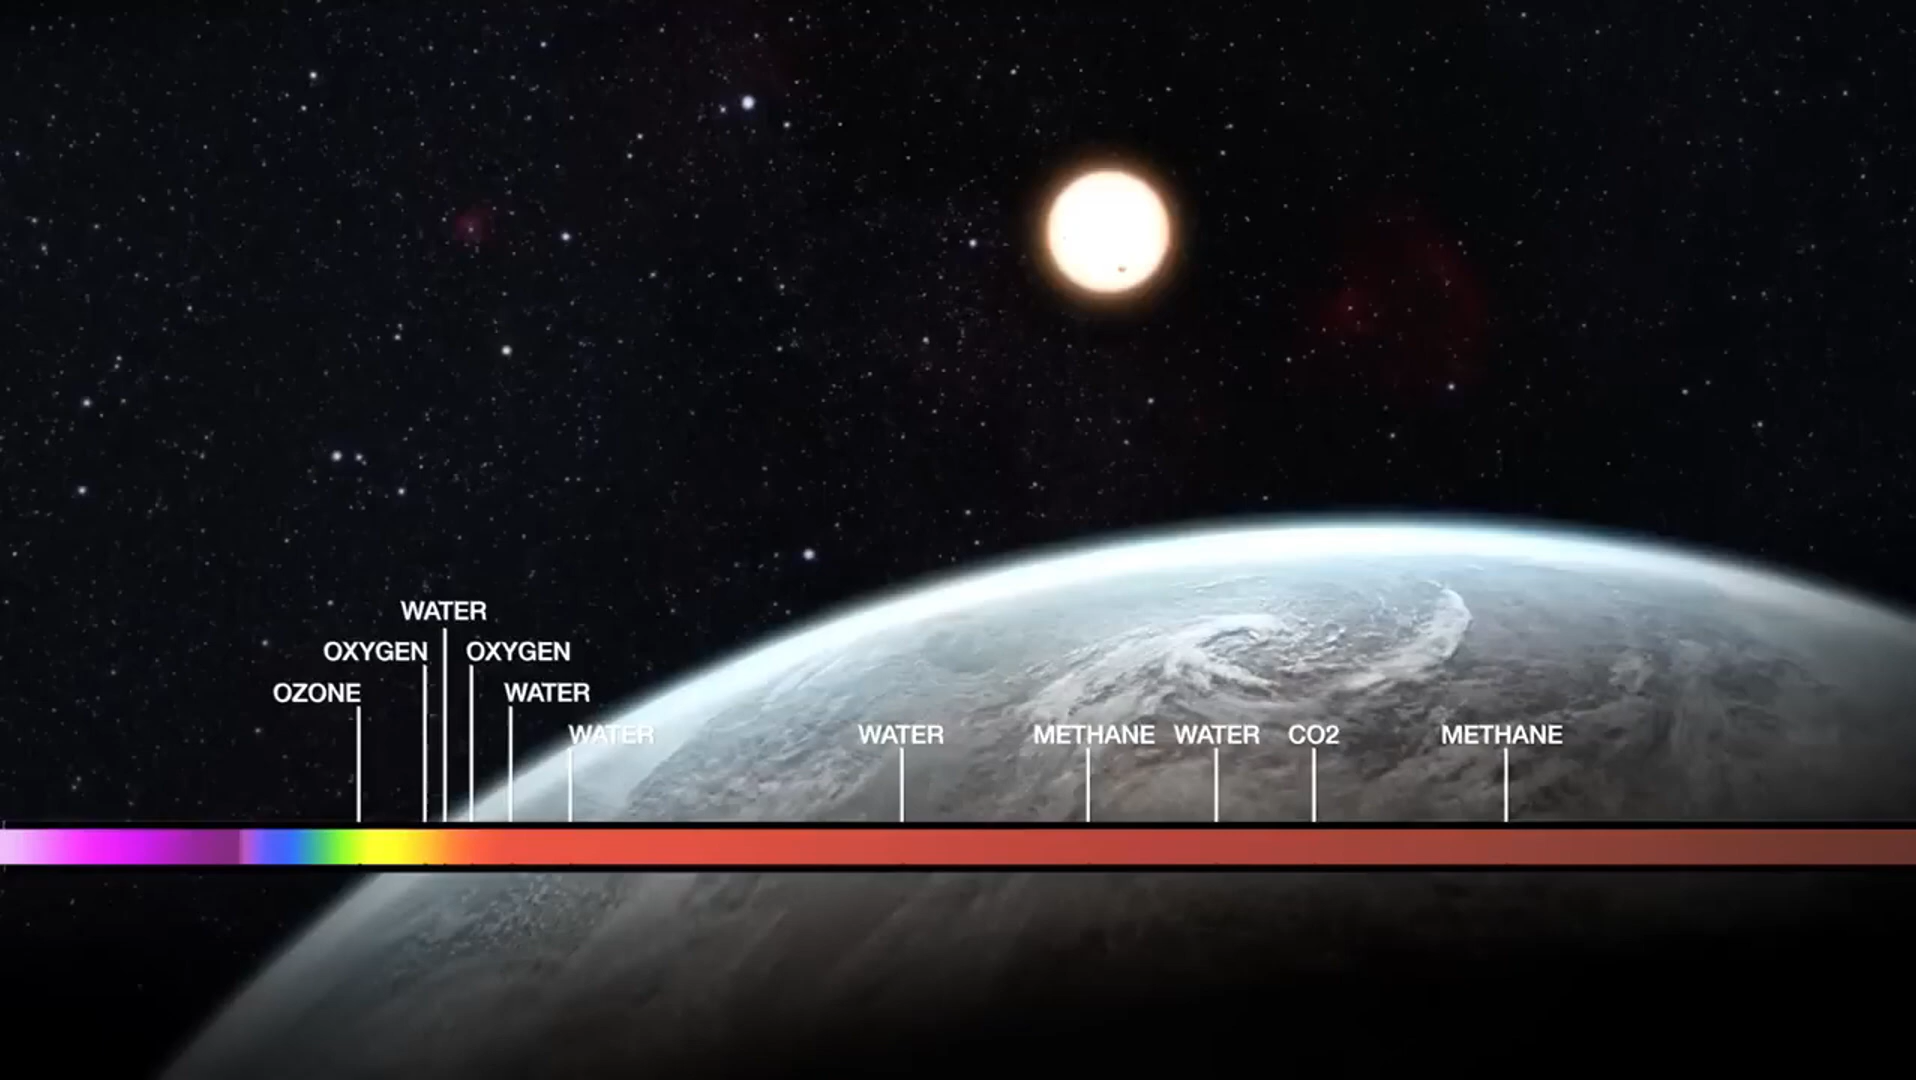 WATER
OXYGEN OXYGEN
OZONE WATER
WATER WATER METHANE WATER CO2 METHANE